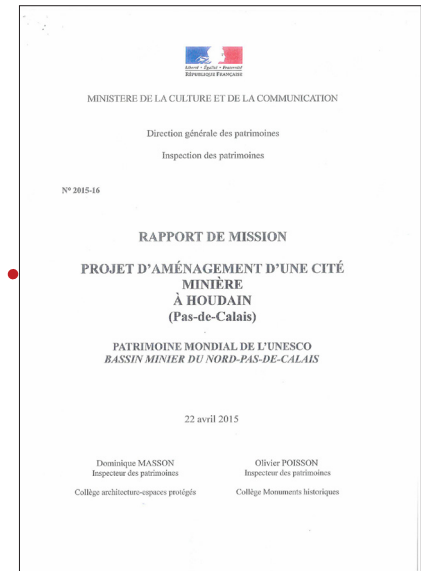 Liberté • Égalité • Fraternité
RÉPUBLIQUE FRANÇAISE
MINISTERE DE LA CULTURE ET DE LA COMMUNICATION
Direction générale des patrimoines
Inspection des patrimoines
N° 2015-16
RAPPORT DE MISSION
PROJET D'AMÉNAGEMENT D'UNE CITÉ
MINIÈRE
À HOUDAIN
(Pas-de-Calais)
PATRIMOINE MONDIAL DE L'UNESCO
BASSIN MINIER DU NORD-PAS-DE-CALAIS
22 avril 2015
Dominique MASSON
Inspecteur des patrimoines
Collège architecture-espaces protégés
Olivier POISSON
Inspecteur des patrimoines
Collège Monuments historiques